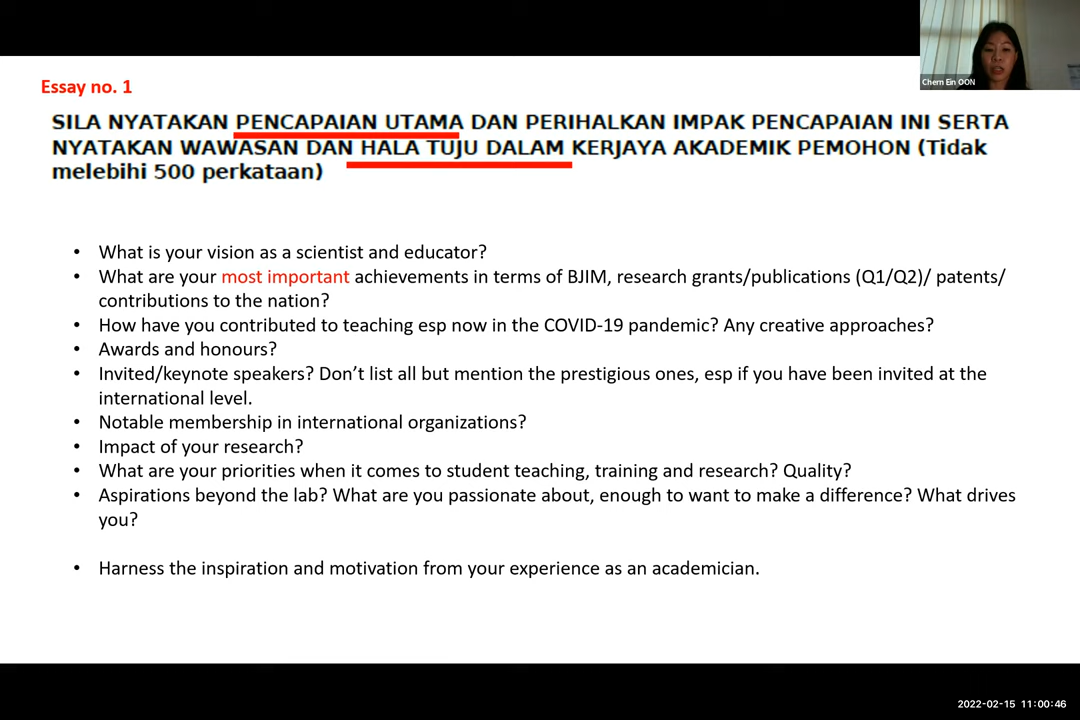 Chern Ein OON
Essay no. 1
SILA NYATAKAN PENCAPAIAN UTAMA DAN PERIHALKAN IMPAK PENCAPAIAN INI SERTA
NYATAKAN WAWASAN DAN HALA TUJU DALAM KERJAYA AKADEMIK PEMOHON (Tidak
melebihi 500 perkataan)
• What is your vision as a scientist and educator?
• What are your most important achievements in terms of BJIM, research grants/publications (Q1/Q2)/ patents/
contributions to the nation?
• How have you contributed to teaching esp now in the COVID-19 pandemic? Any creative approaches?
• Awards and honours?
• Invited/keynote speakers? Don’t list all but mention the prestigious ones, esp if you have been invited at the
international level.
• Notable membership in international organizations?
• Impact of your research?
• What are your priorities when it comes to student teaching, training and research? Quality?
• Aspirations beyond the lab? What are you passionate about, enough to want to make a difference? What drives
you?
• Harness the inspiration and motivation from your experience as an academician.
2022-02-15 11:00:46